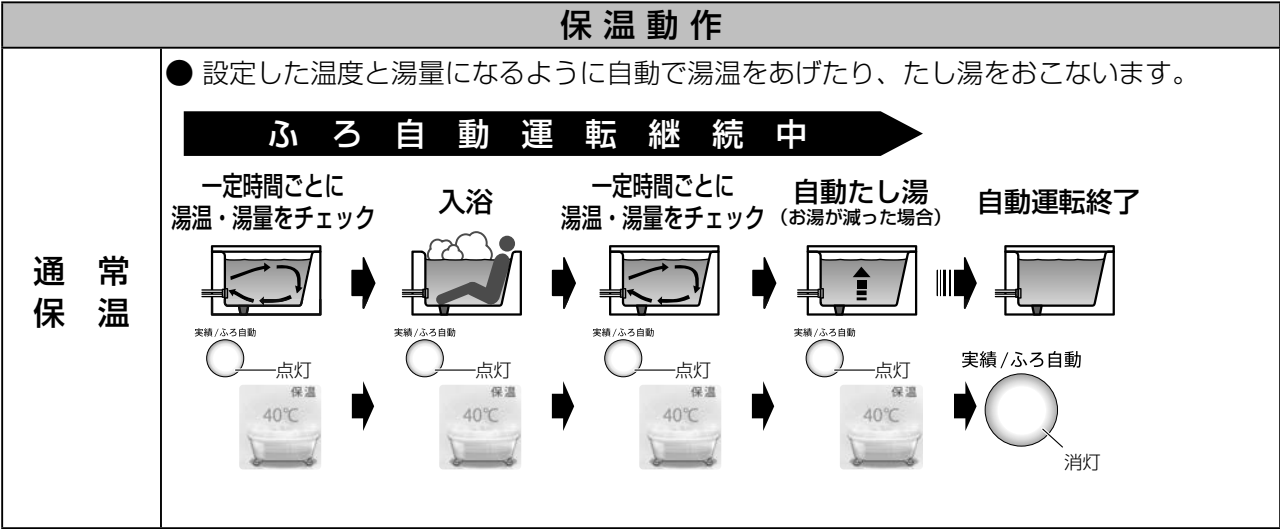 保温動作
通常
保温
● 設定した温度と湯量になるように自動で湯温をあげたり、たし湯をおこないます。
ふろ自動運転継続中
一定時間ごとに
湯温・湯量をチェック
入浴
一定時間ごとに
湯温・湯量をチェック
自動たし湯
（お湯が減った場合）
自動運転終了
実績/ふろ自動
点灯
保温
40℃
実績/ふろ自動
点灯
保温
40℃
実績/ふろ自動
点灯
保温
40℃
実績/ふろ自動
点灯
保温
40℃
実績/ふろ自動
消灯